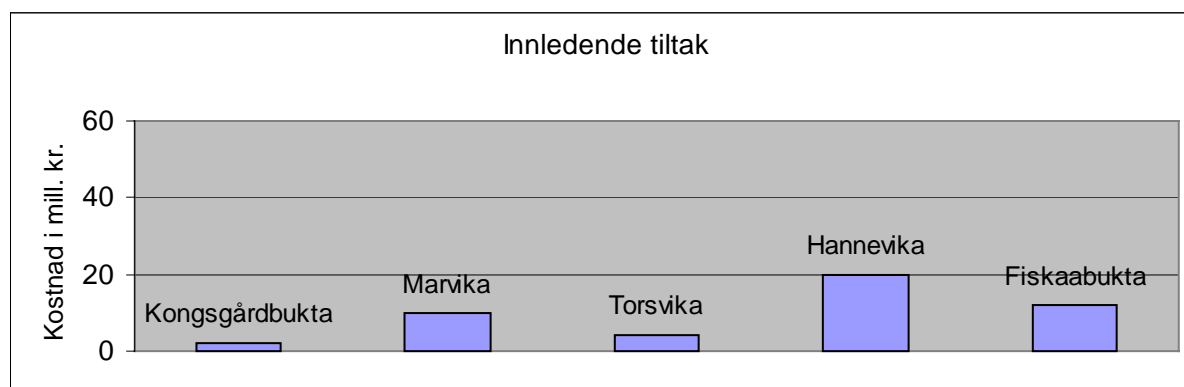 Innledende tiltak
Kostnad i mill. kr.
60
40
20
0
Kongsgårdbukta
Marvika
Torsvika
Hannevika
Fiskaabukta